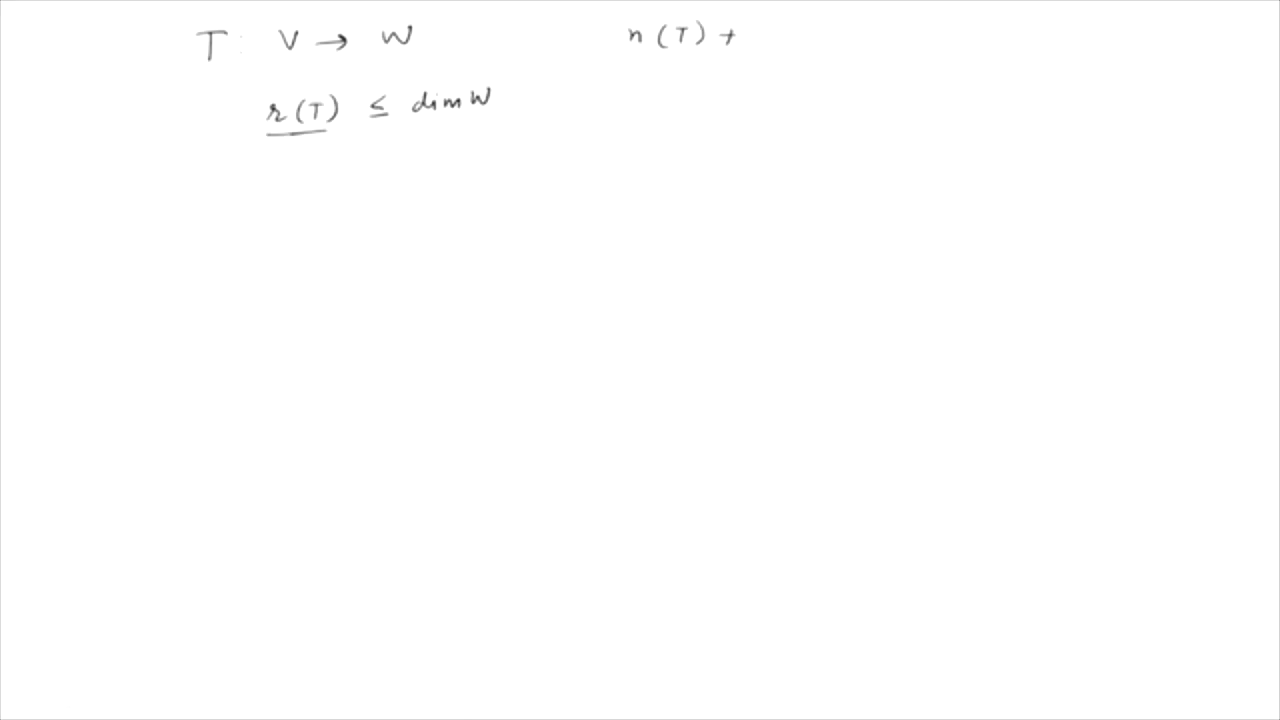 T : V → W n (T) +
r (T) ≤ dim W